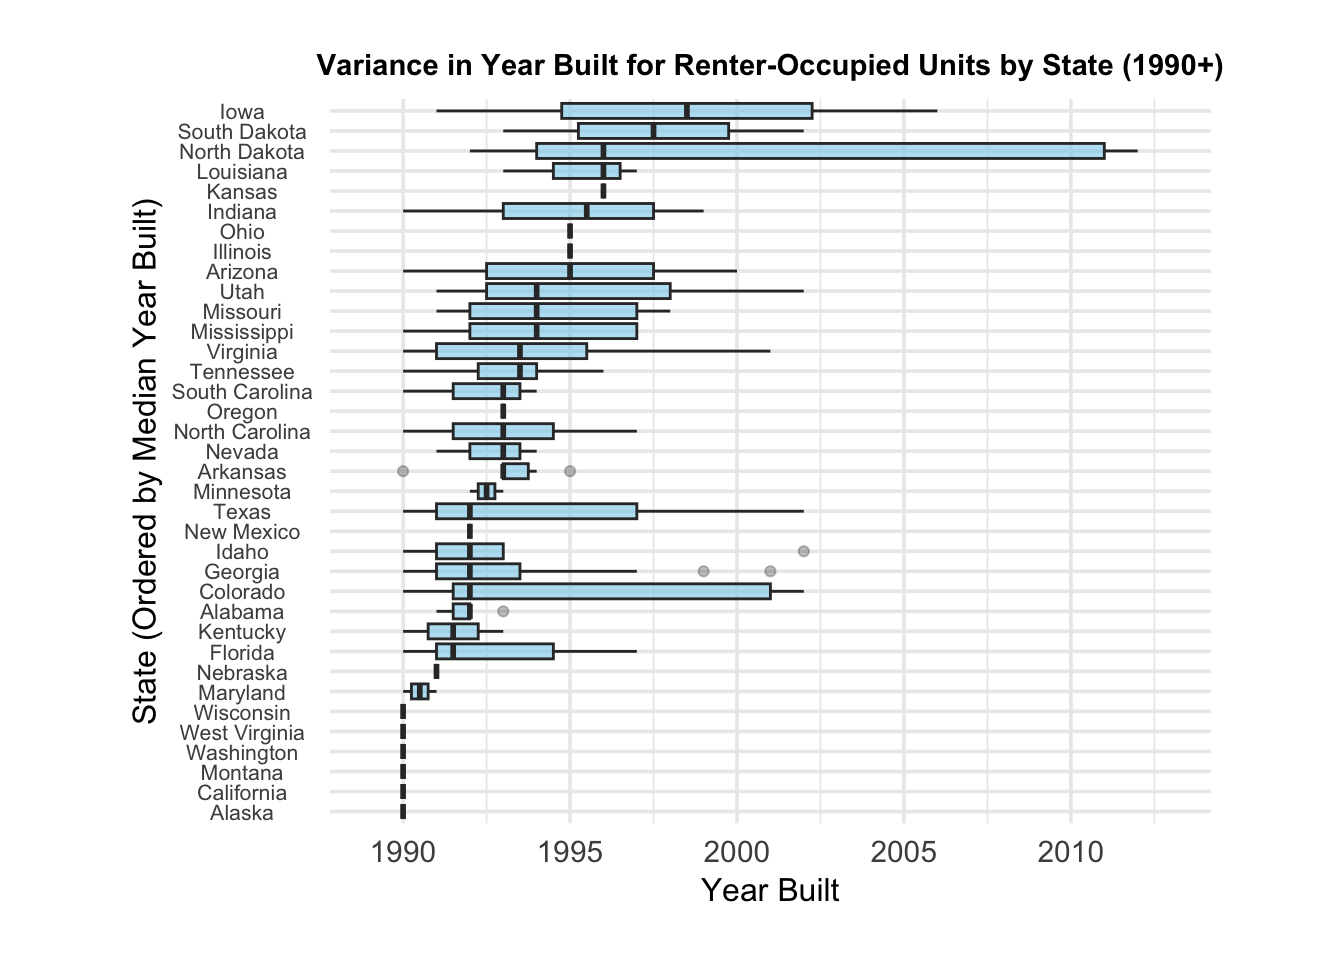 Variance in Year Built for Renter-Occupied Units by State (1990+)
State (Ordered by Median Year Built)
Iowa
South Dakota
North Dakota
Louisiana
Kansas
Indiana
Ohio
Illinois
Arizona
Utah
Missouri
Mississippi
Virginia
Tennessee
South Carolina
Oregon
North Carolina
Nevada
Arkansas
Minnesota
Texas
New Mexico
Idaho
Georgia
Colorado
Alabama
Kentucky
Florida
Nebraska
Maryland
Wisconsin
West Virginia
Washington
Montana
California
Alaska
1990 1995 2000 2005 2010
Year Built